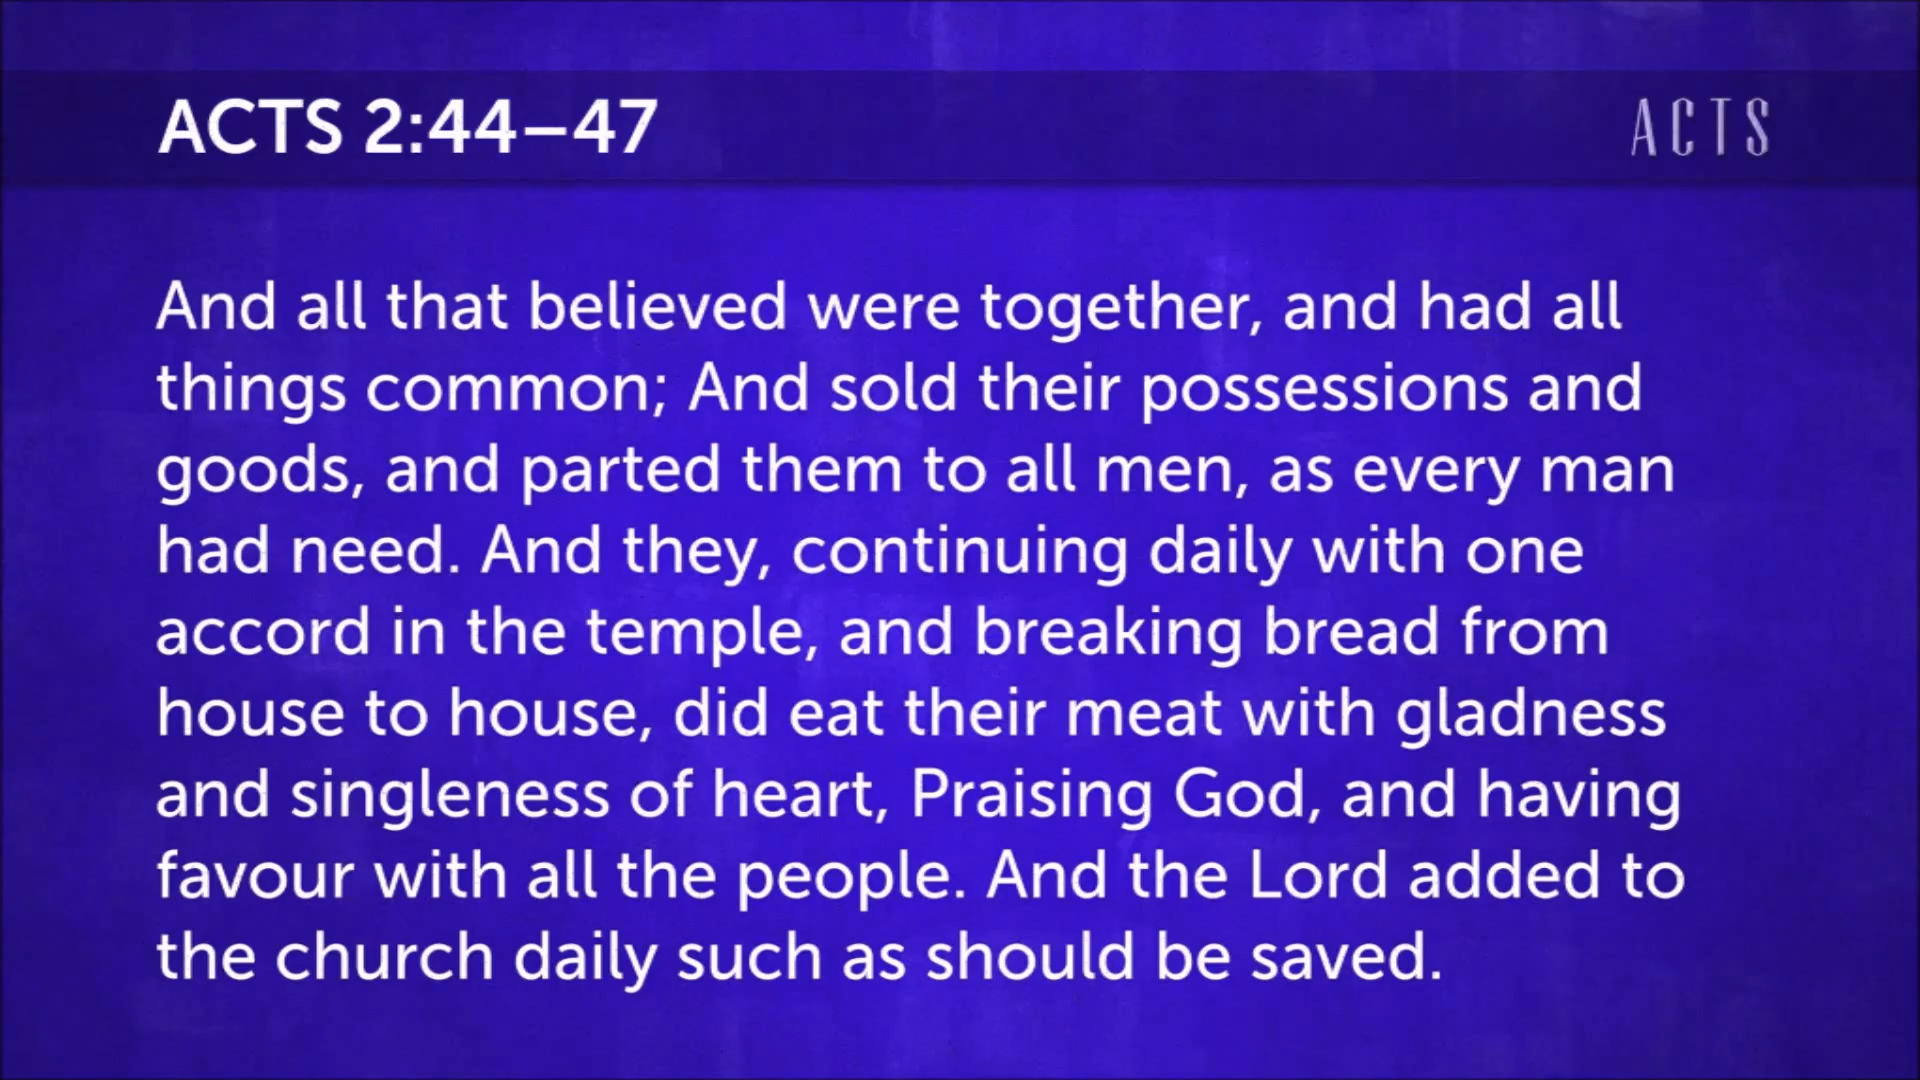 ACTS 2:44–47
ACTS
And all that believed were together, and had all
things common; And sold their possessions and
goods, and parted them to all men, as every man
had need. And they, continuing daily with one
accord in the temple, and breaking bread from
house to house, did eat their meat with gladness
and singleness of heart, Praising God, and having
favour with all the people. And the Lord added to
the church daily such as should be saved.